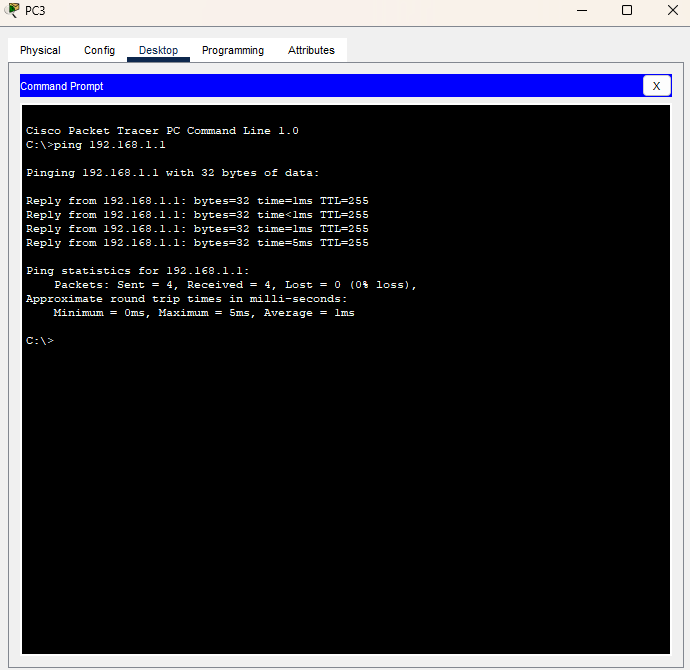 PC3
Physical Config Desktop Programming Attributes
Command Prompt X
Cisco Packet Tracer PC Command Line 1.0
C:\>ping 192.168.1.1
Pinging 192.168.1.1 with 32 bytes of data:
Reply from 192.168.1.1: bytes=32 time=1ms TTL=255
Reply from 192.168.1.1: bytes=32 time<1ms TTL=255
Reply from 192.168.1.1: bytes=32 time=1ms TTL=255
Reply from 192.168.1.1: bytes=32 time=5ms TTL=255
Ping statistics for 192.168.1.1:
    Packets: Sent = 4, Received = 4, Lost = 0 (0% loss),
Approximate round trip times in milli-seconds:
    Minimum = 0ms, Maximum = 5ms, Average = 1ms
C:\>